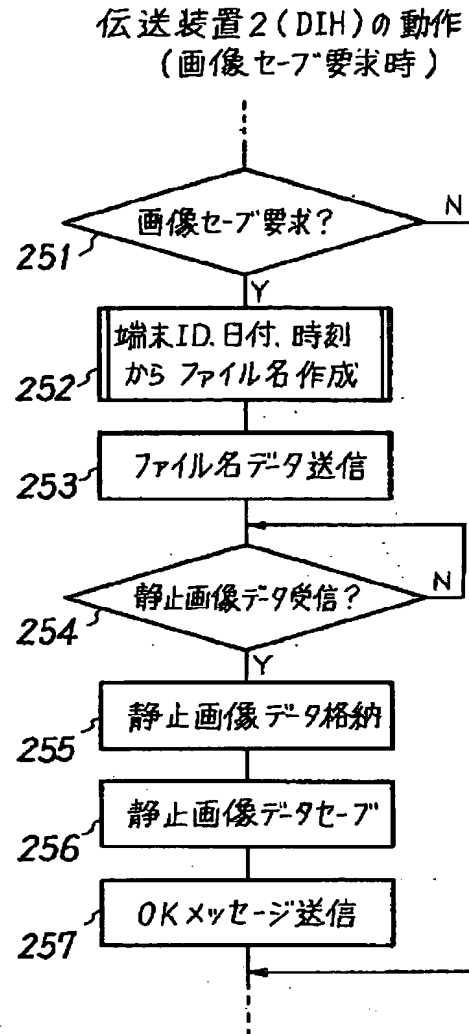 伝送装置2(DIH)の動作
(画像セーブ要求時)
画像セーブ要求?
N
251
Y
端末ID、日付、時刻
から ファイル名作成
252
ファイル名データ送信
253
静止画像データ受信?
N
254
Y
静止画像データ格納
255
静止画像データセーブ
256
OKメッセージ送信
257